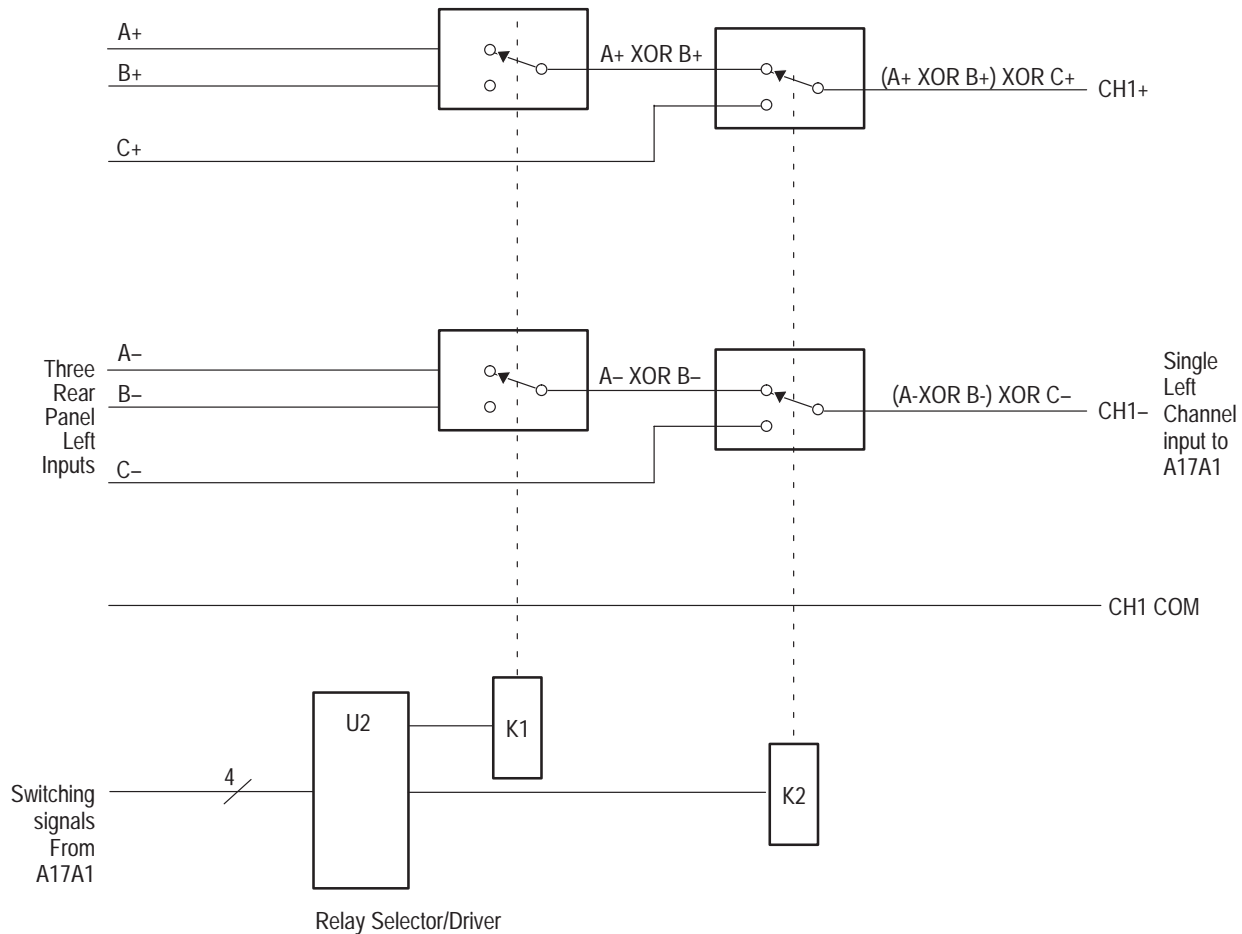 A+
A+ XOR B+
B+
(A+ XOR B+) XOR C+
CH1+
C+
A–
A– XOR B–
Three
Rear
Panel
Left
Inputs
B–
(A-XOR B-) XOR C–
CH1–
Single
Left
Channel
input to
A17A1
C–
CH1 COM
U2
K1
4
K2
Switching
signals
From
A17A1
Relay Selector/Driver